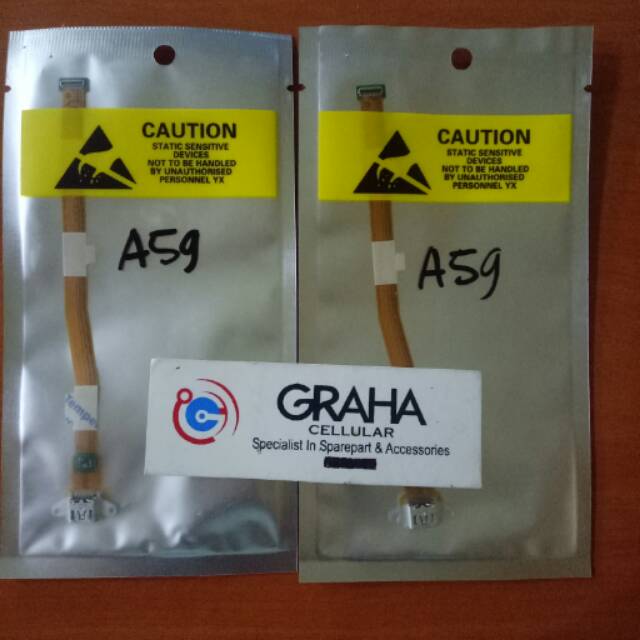 CAUTION
STATIC SENSITIVE
DEVICES
NOT TO BE HANDLED
BY UNAUTHORISED
PERSONNEL YX
A59
Tempel
CAUTION
STATIC SENSITIVE
DEVICES
NOT TO BE HANDLED
BY UNAUTHORISED
PERSONNEL YX
A59
GRAHA
CELLULAR
Specialist In Sparepart & Accessories